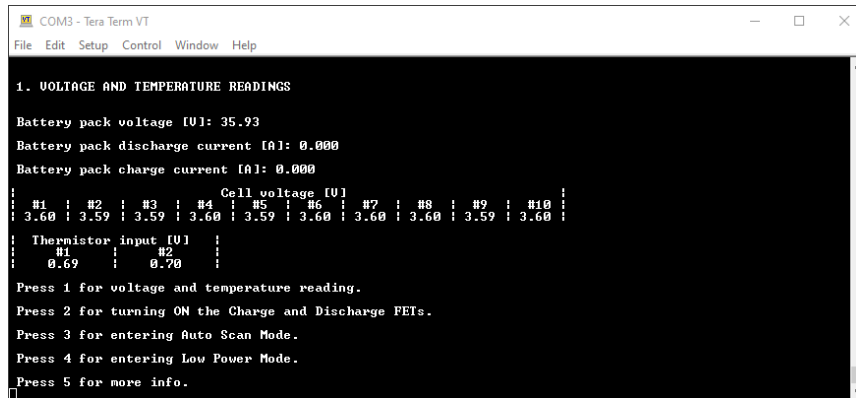 COM3 - Tera Term VT
File Edit Setup Control Window Help
1. VOLTAGE AND TEMPERATURE READINGS
Battery pack voltage [V]: 35.93
Battery pack discharge current [A]: 0.000
Battery pack charge current [A]: 0.000
Cell voltage [V]
#1 | #2 | #3 | #4 | #5 | #6 | #7 | #8 | #9 | #10
3.60 | 3.59 | 3.59 | 3.60 | 3.59 | 3.60 | 3.60 | 3.60 | 3.59 | 3.60
Thermistor input [V]
#1 | #2
0.69 | 0.70
Press 1 for voltage and temperature reading.
Press 2 for turning ON the Charge and Discharge FETs.
Press 3 for entering Auto Scan Mode.
Press 4 for entering Low Power Mode.
Press 5 for more info.